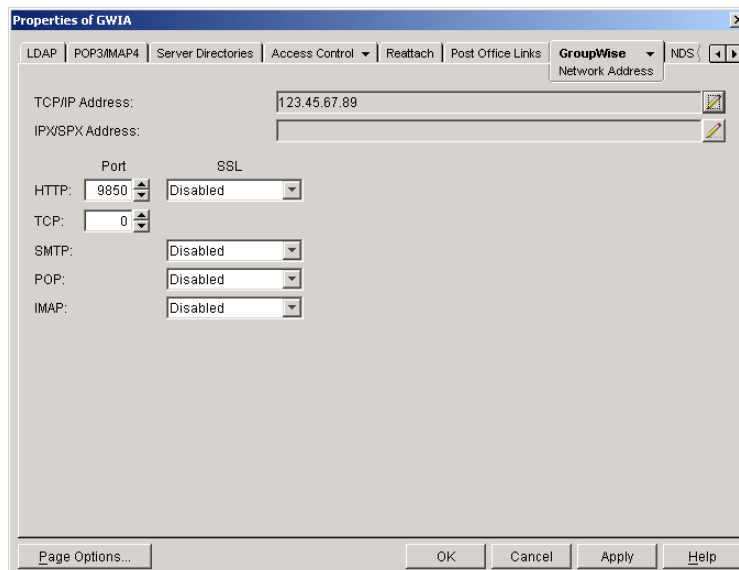 Properties of GWIA
LDAP POP3/IMAP4 Server Directories Access Control Reattach Post Office Links GroupWise NDS
Network Address
TCP/IP Address: 123.45.67.89
IPX/SPX Address:
Port SSL
HTTP: 9850 Disabled
TCP: 0
SMTP: Disabled
POP: Disabled
IMAP: Disabled
Page Options... OK Cancel Apply Help